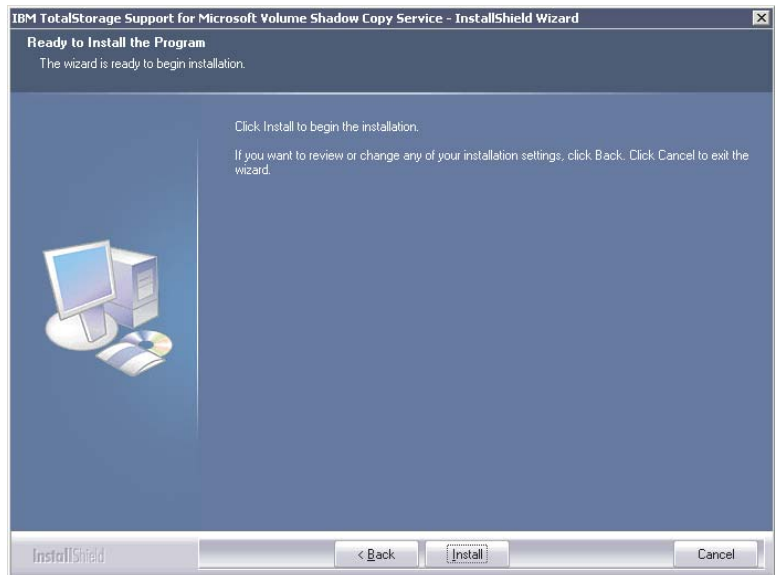 IBM TotalStorage Support for Microsoft Volume Shadow Copy Service - InstallShield Wizard
Ready to Install the Program
The wizard is ready to begin installation.
Click Install to begin the installation.
If you want to review or change any of your installation settings, click Back. Click Cancel to exit the
wizard.
InstallShield
< Back
Install
Cancel